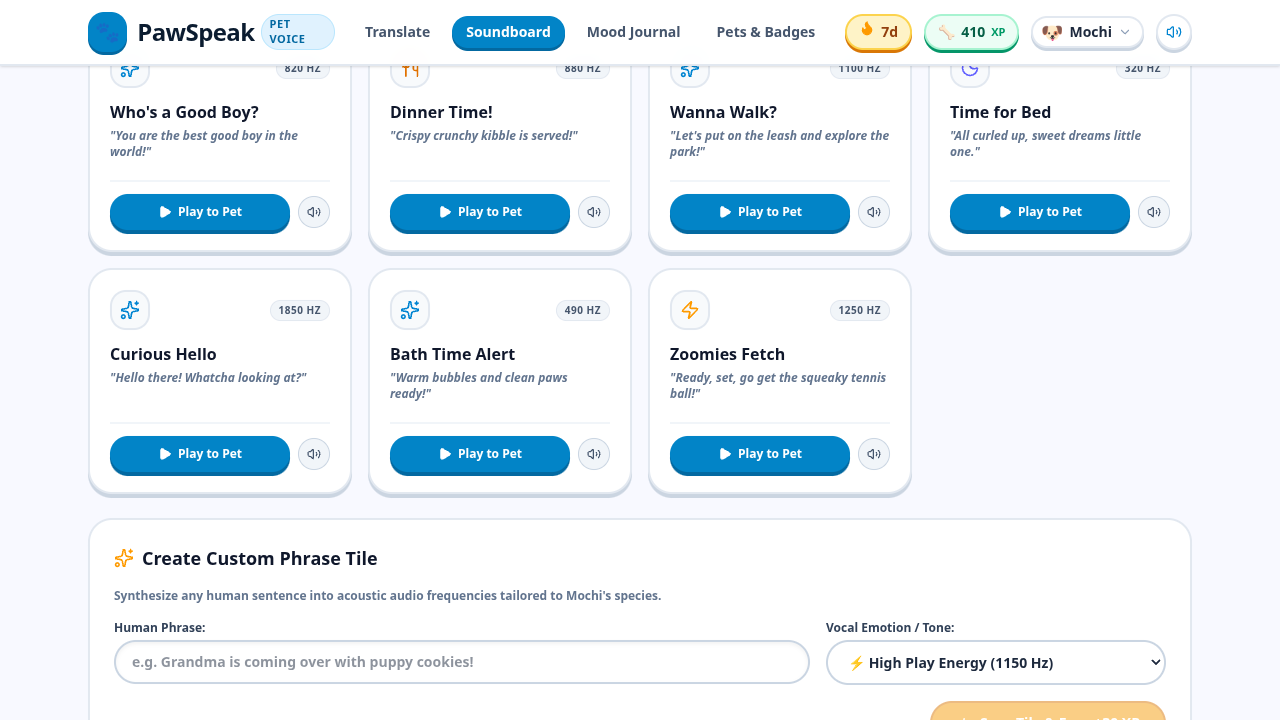 PawSpeak
PET VOICE
Translate
Soundboard
Mood Journal
Pets & Badges
7d
410 XP
Mochi
820 HZ
880 HZ
1100 HZ
320 HZ
Who's a Good Boy?
"You are the best good boy in the
world!"
Play to Pet
Dinner Time!
"Crispy crunchy kibble is served!"
Play to Pet
Wanna Walk?
"Let's put on the leash and explore the
park!"
Play to Pet
Time for Bed
"All curled up, sweet dreams little
one."
Play to Pet
1850 HZ
Curious Hello
"Hello there! Whatcha looking at?"
Play to Pet
490 HZ
Bath Time Alert
"Warm bubbles and clean paws
ready!"
Play to Pet
1250 HZ
Zoomies Fetch
"Ready, set, go get the squeaky tennis
ball!"
Play to Pet
Create Custom Phrase Tile
Synthesize any human sentence into acoustic audio frequencies tailored to Mochi's species.
Human Phrase:
e.g. Grandma is coming over with puppy cookies!
Vocal Emotion / Tone:
⚡ High Play Energy (1150 Hz)